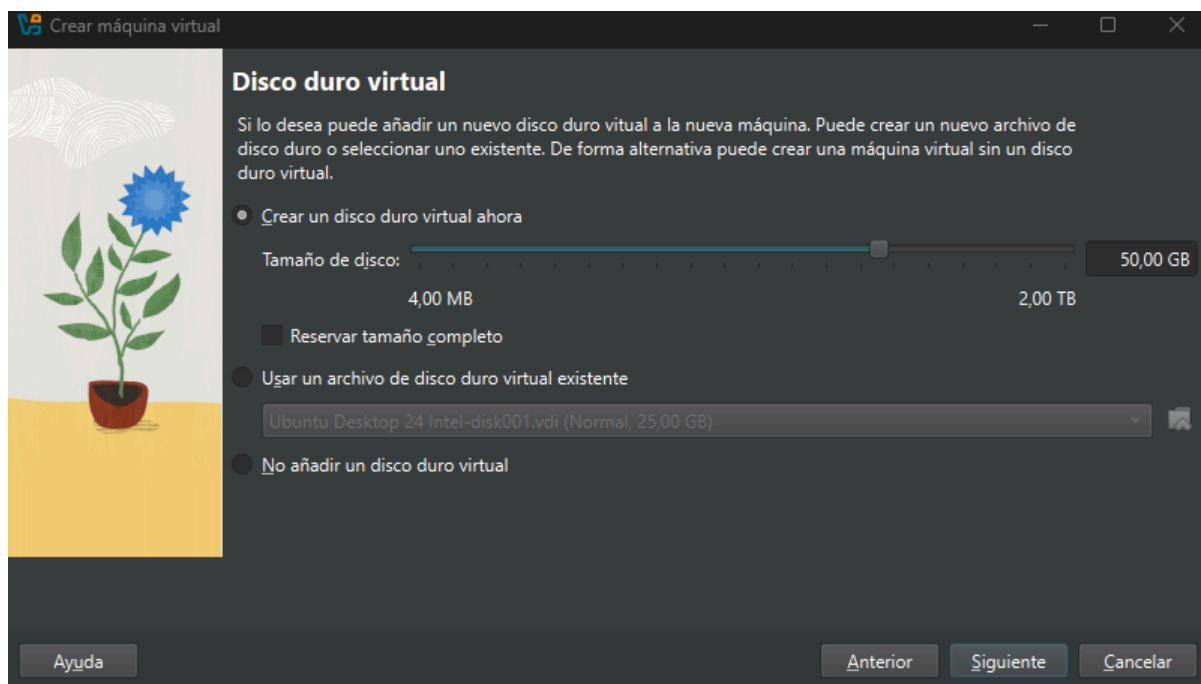 Crear máquina virtual
Disco duro virtual
Si lo desea puede añadir un nuevo disco duro vitual a la nueva máquina. Puede crear un nuevo archivo de
disco duro o seleccionar uno existente. De forma alternativa puede crear una máquina virtual sin un disco
duro virtual.
Crear un disco duro virtual ahora
Tamaño de disco: 50,00 GB
4,00 MB 2,00 TB
Reservar tamaño completo
Usar un archivo de disco duro virtual existente
Ubuntu Desktop 24 Intel-disk001.vdi (Normal, 25,00 GB)
No añadir un disco duro virtual
Ayuda Anterior Siguiente Cancelar